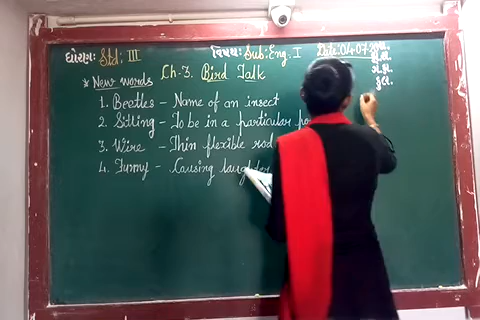 ધોરણઃ Std: III વિષયઃ Sub: Eng. I Date: 04-07
Ch-3. Bird Talk
* New words
1. Beetles - Name of an insect
2. Sitting - To be in a particular
3. Wire - Thin flexible rod
4. Funny - Causing laughter